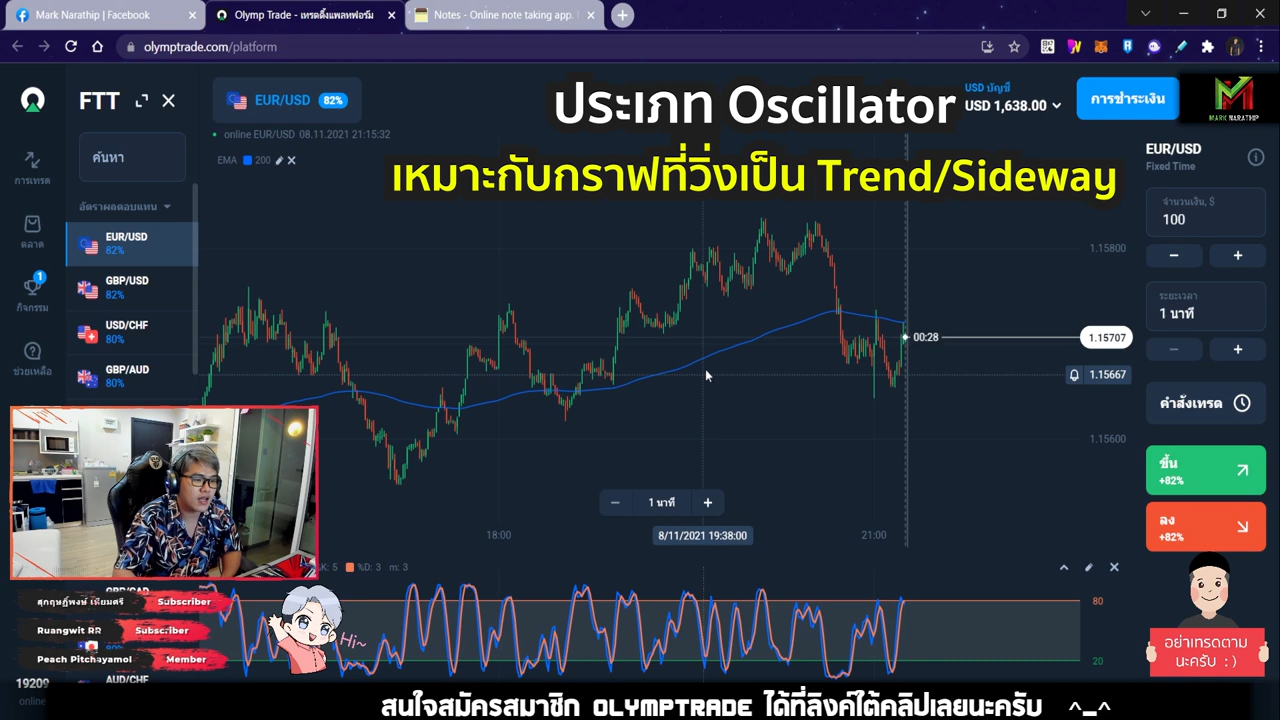 Mark Narathip | Facebook
Olymp Trade - เทรดดิ้งแพลทฟอร์ม
Notes - Online note taking app.
olymptrade.com/platform
FTT
EUR/USD 82%
ประเภท Oscillator
USD บัญชี
USD 1,638.00
การชำระเงิน
MARK NARATHIP
online EUR/USD 08.11.2021 21:15:32
EMA 200
เหมาะกับกราฟที่วิ่งเป็น Trend/Sideway
ค้นหา
อัตราผลตอบแทน
การเทรด
ตลาด
1
กิจกรรม
ช่วยเหลือ
EUR/USD
82%
GBP/USD
82%
USD/CHF
80%
GBP/AUD
80%
EUR/USD
Fixed Time
จำนวนเงิน, $
100
ระยะเวลา
1 นาที
คำสั่งเทรด
ขึ้น
+82%
ลง
+82%
1.15800
00:28
1.15707
1.15667
1.15600
1 นาที
18:00
8/11/2021 19:38:00
21:00
%K: 5 %D: 3 m: 3
80
20
สุกฤษฎิ์พงษ์ เทียมศรี Subscriber
Ruangwit RR Subscriber
Peach Pitchayamol Member
AUD/CHF
19209
online
Hi~
อย่าเทรดตาม
นะครับ : )
สนใจสมัครสมาชิก OLYMPTRADE ได้ที่ลิงค์ใต้คลิปเลยนะครับ ^_^